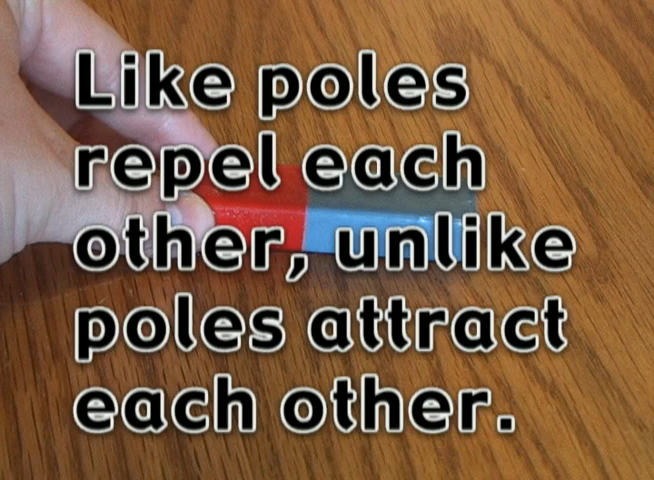 Like poles
repel each
other, unlike
poles attract
each other.